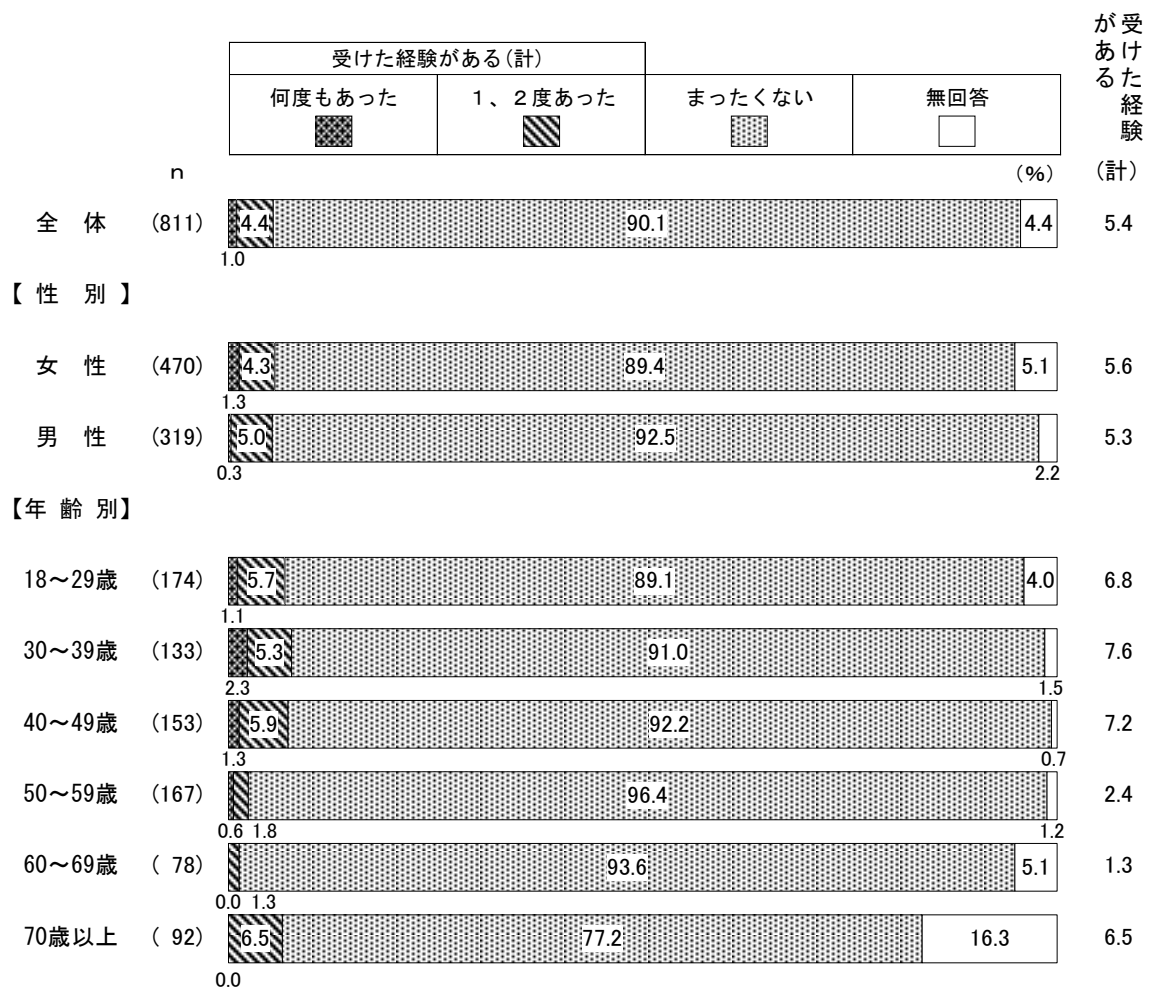 受けた経験がある(計)
受けた経験がある
何度もあった １、２度あった まったくない 無回答
n (%) (計)
全 体 (811) 4.4 90.1 4.4 5.4
1.0
【 性 別 】
女 性 (470) 4.3 89.4 5.1 5.6
1.3
男 性 (319) 5.0 92.5 5.3
0.3 2.2
【年 齢 別】
18～29歳 (174) 5.7 89.1 4.0 6.8
1.1
30～39歳 (133) 5.3 91.0 7.6
2.3 1.5
40～49歳 (153) 5.9 92.2 7.2
1.3 0.7
50～59歳 (167) 96.4 2.4
0.6 1.8 1.2
60～69歳 ( 78) 93.6 5.1 1.3
0.0 1.3
70歳以上 ( 92) 6.5 77.2 16.3 6.5
0.0